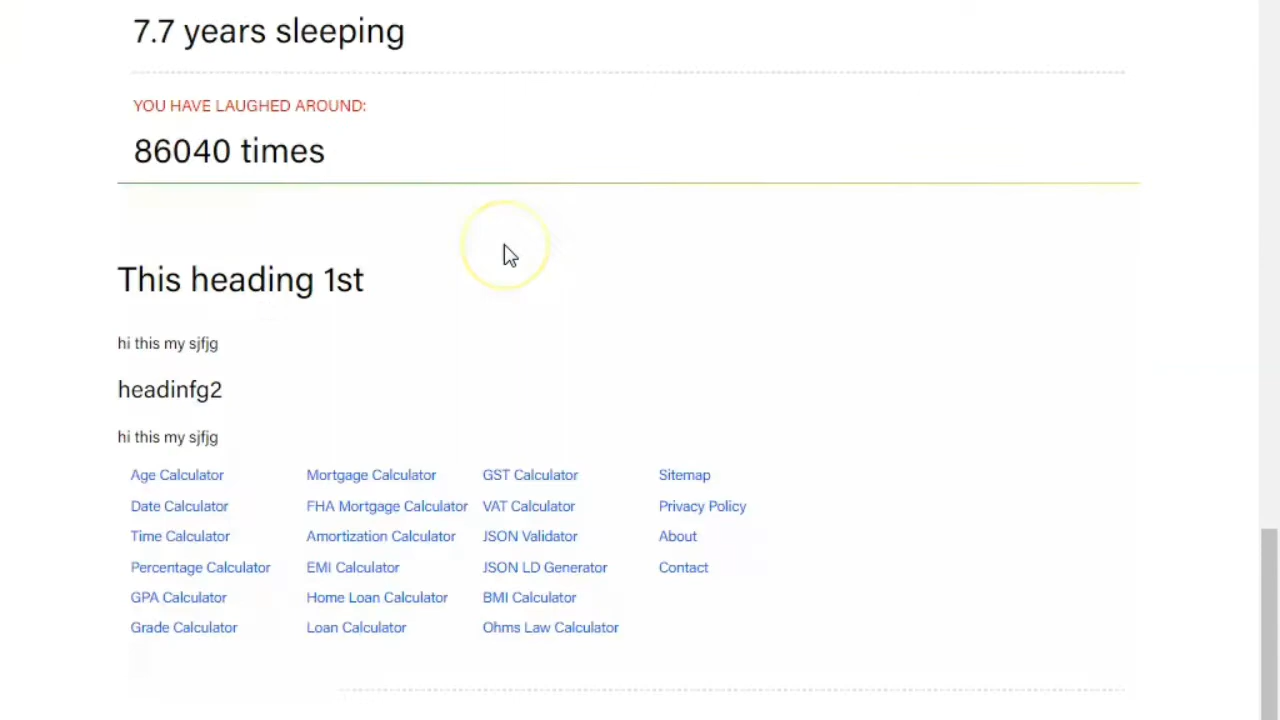 7.7 years sleeping
YOU HAVE LAUGHED AROUND:
86040 times
This heading 1st
hi this my sjfjg
headinfg2
hi this my sjfjg
Age Calculator Mortgage Calculator GST Calculator Sitemap
Date Calculator FHA Mortgage Calculator VAT Calculator Privacy Policy
Time Calculator Amortization Calculator JSON Validator About
Percentage Calculator EMI Calculator JSON LD Generator Contact
GPA Calculator Home Loan Calculator BMI Calculator
Grade Calculator Loan Calculator Ohms Law Calculator